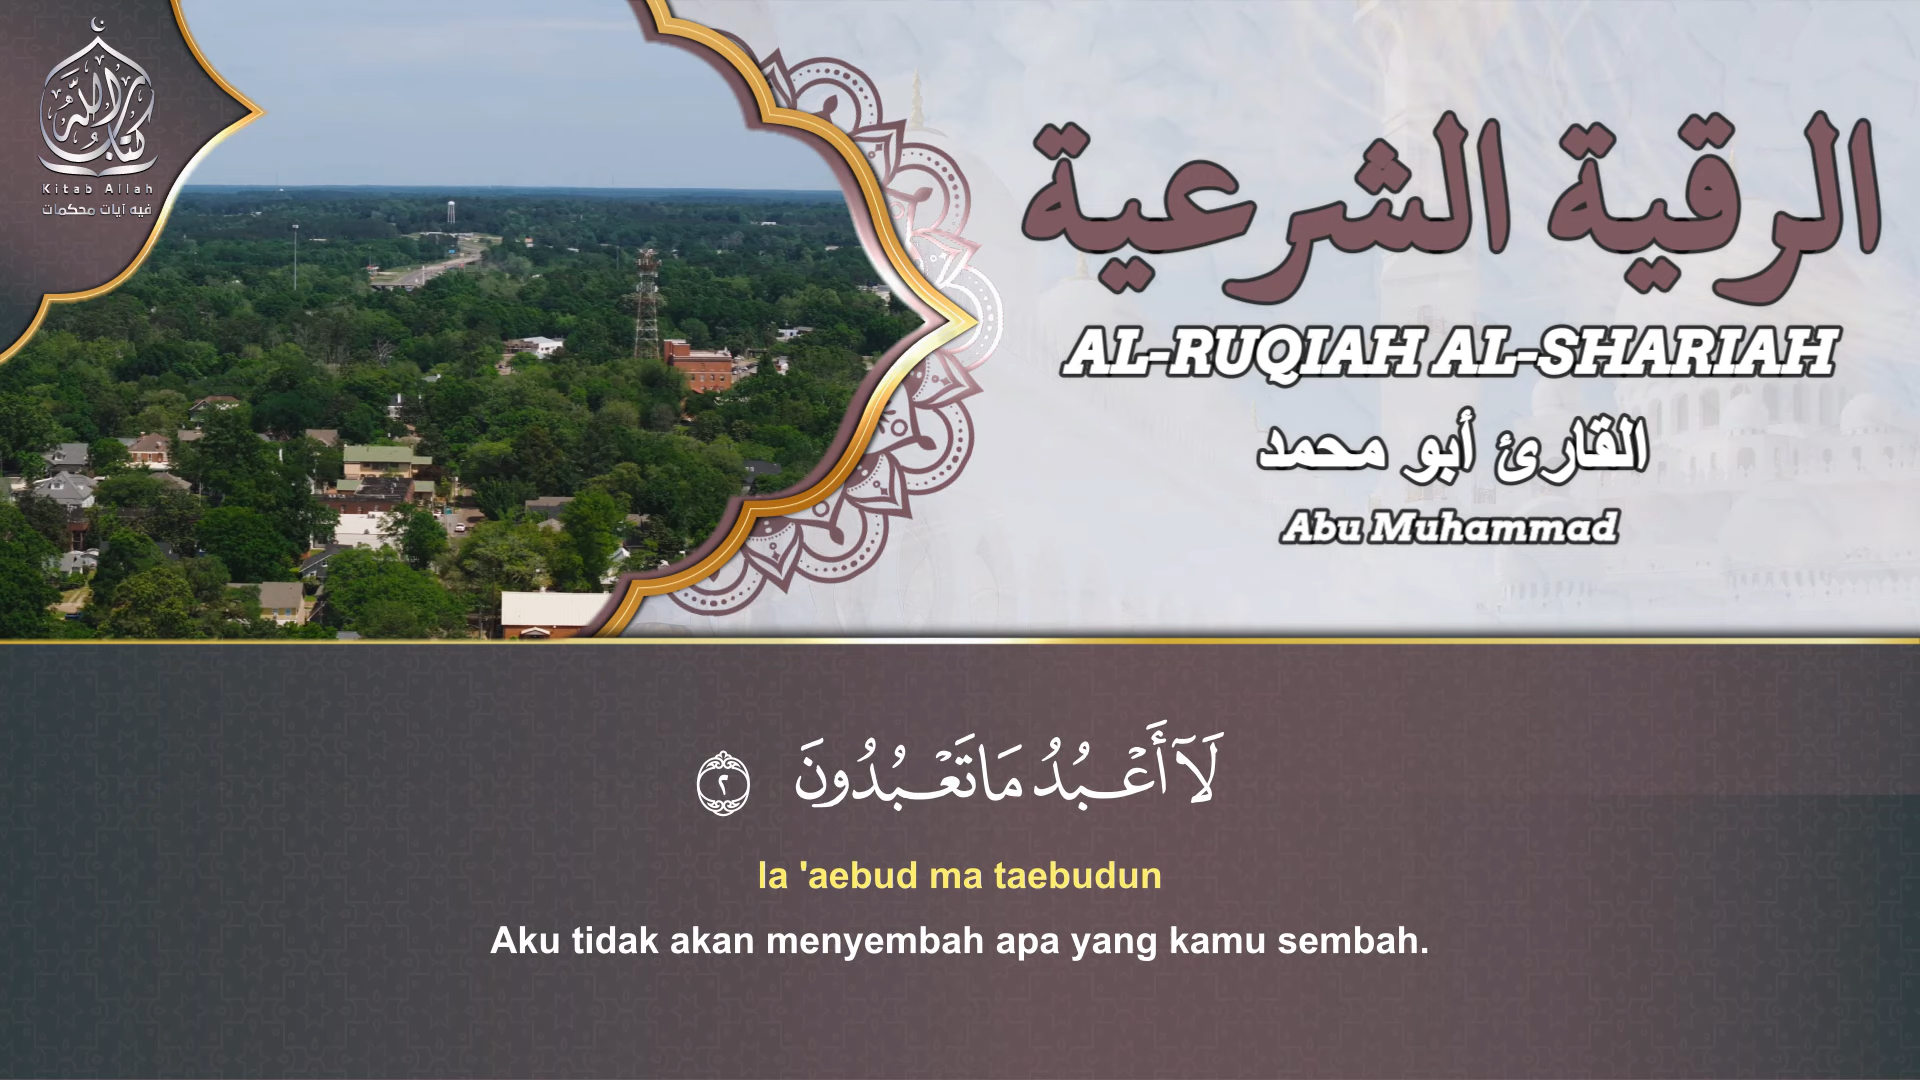 كتاب الله
Kitab Allah
فيه آيات محكمات
الرقية الشرعية
AL-RUQIAH AL-SHARIAH
القارئ أبو محمد
Abu Muhammad
لَآ أَعْبُدُ مَا تَعْبُدُونَ ٢
la 'aebud ma taebudun
Aku tidak akan menyembah apa yang kamu sembah.